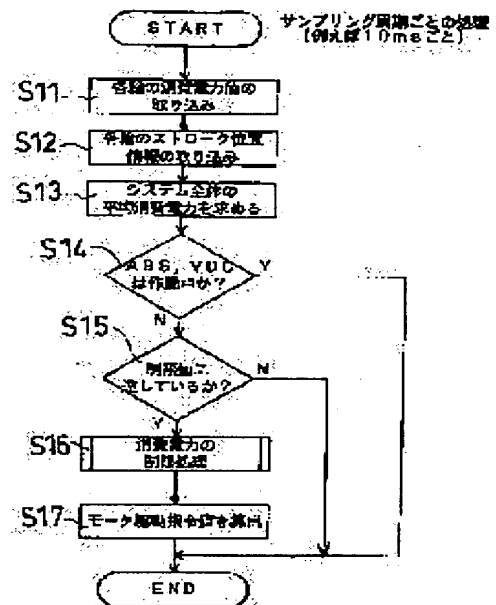 START
サンプリング周期ごとの処理
(例えば10msごと)
S11
各輪の消費電力値の
取り込み
S12
各輪のストローク位置
情報の取り込み
S13
システム全体の
平均消費電力を求める
S14
ABS, VDC
は作動中か?
Y
N
S15
制限値に
達しているか?
N
Y
S16
消費電力の
制限処理
S17
モータ駆動指令値を算出
END